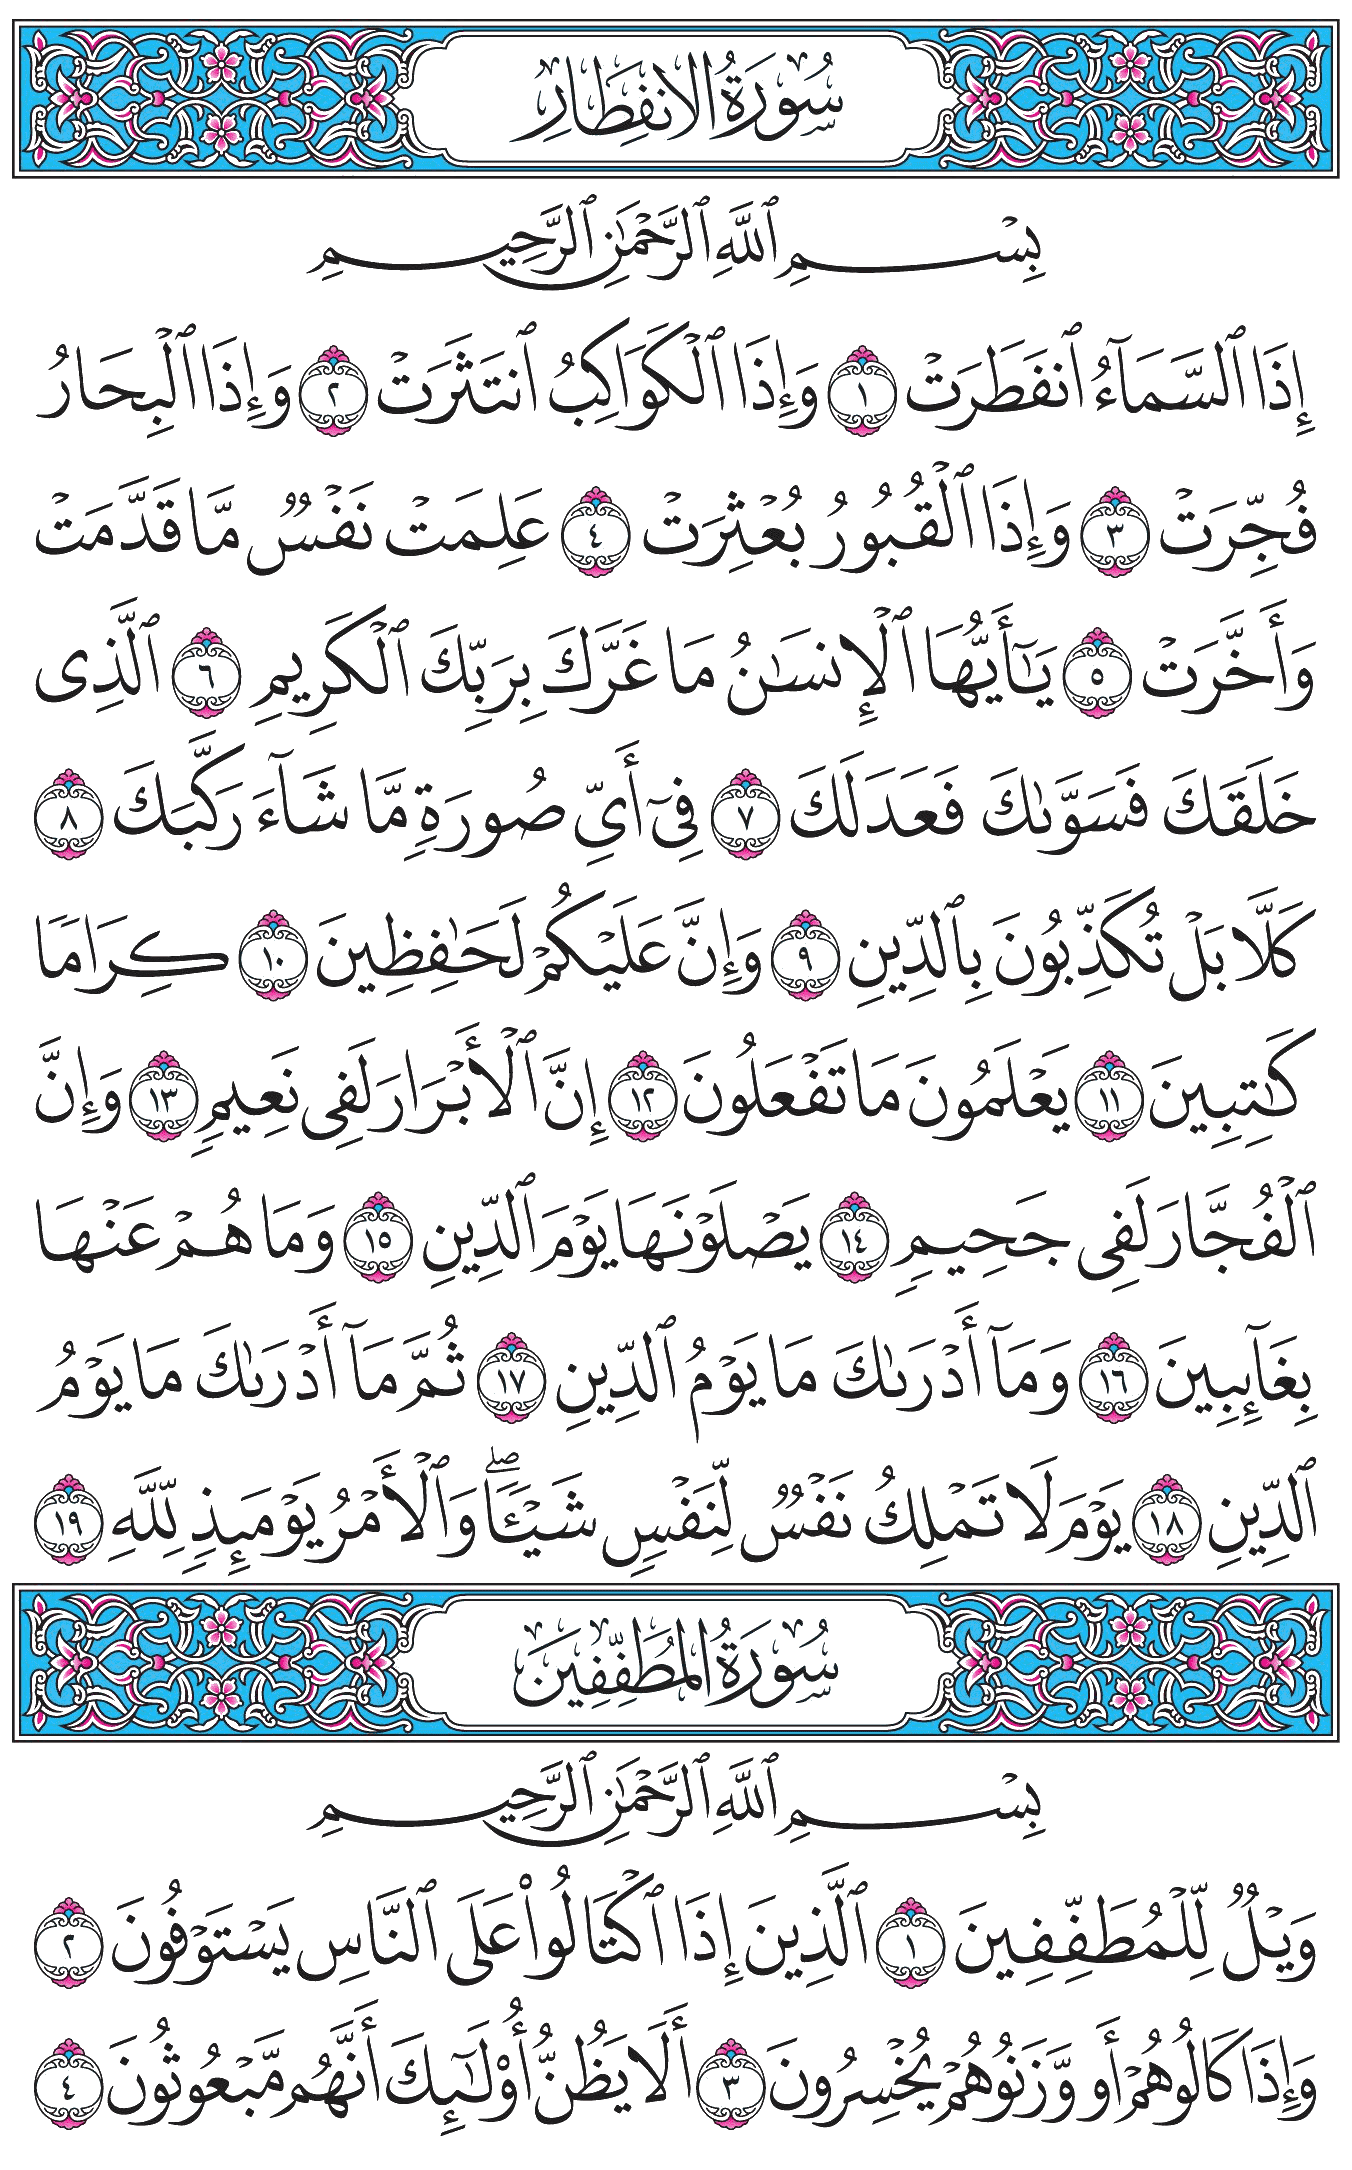 سُورَةُ الانفِطَارِ
بِسْمِ ٱللَّهِ ٱلرَّحْمَٰنِ ٱلرَّحِيمِ
إِذَا ٱلسَّمَآءُ ٱنفَطَرَتْ ١ وَإِذَا ٱلْكَوَاكِبُ ٱنتَثَرَتْ ٢ وَإِذَا ٱلْبِحَارُ
فُجِّرَتْ ٣ وَإِذَا ٱلْقُبُورُ بُعْثِرَتْ ٤ عَلِمَتْ نَفْسٌ مَّا قَدَّمَتْ
وَأَخَّرَتْ ٥ يَٰٓأَيُّهَا ٱلْإِنسَٰنُ مَا غَرَّكَ بِرَبِّكَ ٱلْكَرِيمِ ٦ ٱلَّذِى
خَلَقَكَ فَسَوَّىٰكَ فَعَدَلَكَ ٧ فِىٓ أَىِّ صُورَةٍ مَّا شَآءَ رَكَّبَكَ ٨
كَلَّا بَلْ تُكَذِّبُونَ بِٱلدِّينِ ٩ وَإِنَّ عَلَيْكُمْ لَحَٰفِظِينَ ١٠ كِرَامًا
كَٰتِبِينَ ١١ يَعْلَمُونَ مَا تَفْعَلُونَ ١٢ إِنَّ ٱلْأَبْرَارَ لَفِى نَعِيمٍ ١٣ وَإِنَّ
ٱلْفُجَّارَ لَفِى جَحِيمٍ ١٤ يَصْلَوْنَهَا يَوْمَ ٱلدِّينِ ١٥ وَمَا هُمْ عَنْهَا
بِغَآئِبِينَ ١٦ وَمَآ أَدْرَىٰكَ مَا يَوْمُ ٱلدِّينِ ١٧ ثُمَّ مَآ أَدْرَىٰكَ مَا يَوْمُ
ٱلدِّينِ ١٨ يَوْمَ لَا تَمْلِكُ نَفْسٌ لِّنَفْسٍ شَيْـًٔا ۖ وَٱلْأَمْرُ يَوْمَئِذٍ لِّلَّهِ ١٩
سُورَةُ المُطَفِّفِينَ
بِسْمِ ٱللَّهِ ٱلرَّحْمَٰنِ ٱلرَّحِيمِ
وَيْلٌ لِّلْمُطَفِّفِينَ ١ ٱلَّذِينَ إِذَا ٱكْتَالُوا۟ عَلَى ٱلنَّاسِ يَسْتَوْفُونَ ٢
وَإِذَا كَالُوهُمْ أَو وَّزَنُوهُمْ يُخْسِرُونَ ٣ أَلَا يَظُنُّ أُو۟لَٰٓئِكَ أَنَّهُم مَّبْعُوثُونَ ٤